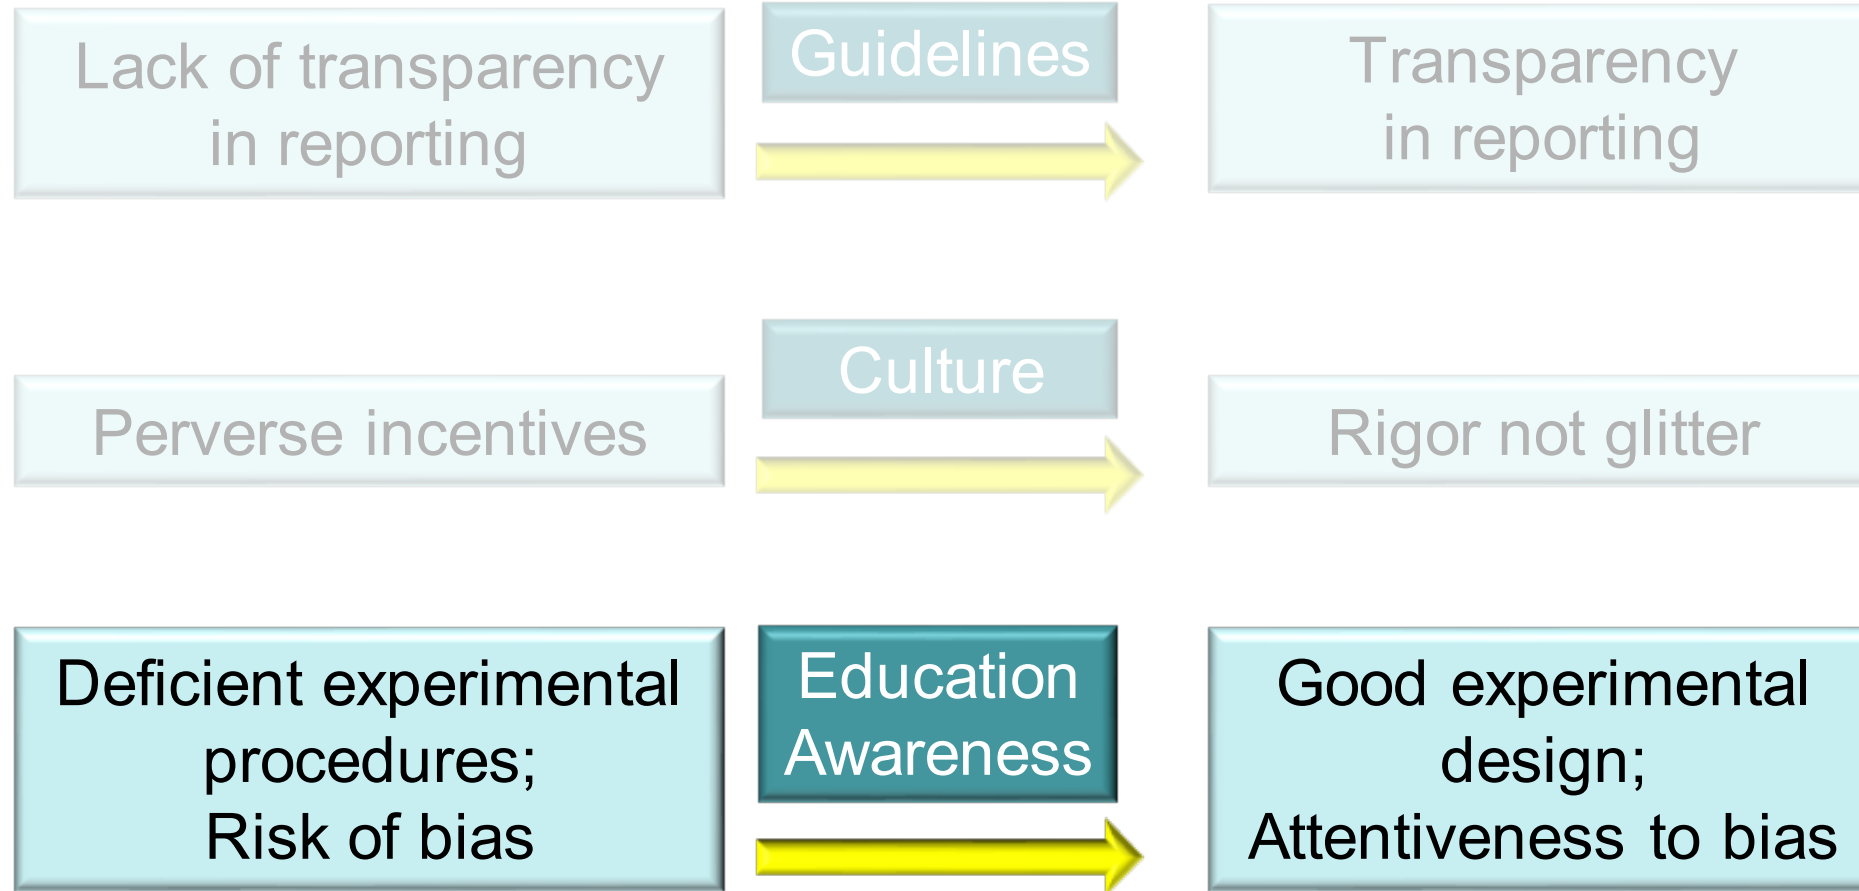 Lack of transparency
in reporting
Guidelines
Transparency
in reporting
Perverse incentives
Culture
Rigor not glitter
Deficient experimental
procedures;
Risk of bias
Education
Awareness
Good experimental
design;
Attentiveness to bias